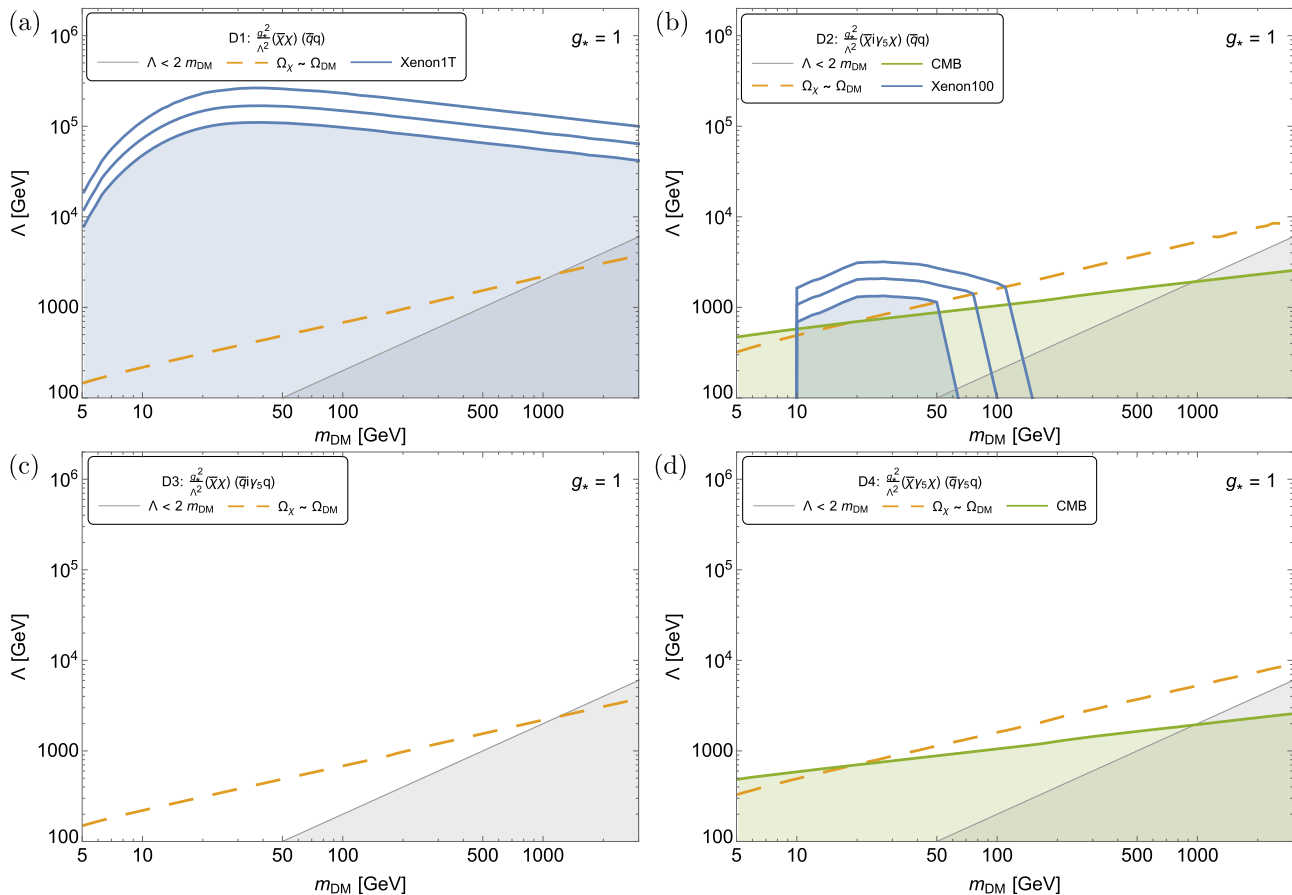 (a)
D1: g⁎²/Λ² (χ̄χ) (q̄q)
Λ < 2 m_DM Ω_χ ~ Ω_DM Xenon1T
g⁎ = 1
10⁶
10⁵
10⁴
1000
100
Λ [GeV]
5 10 50 100 500 1000
m_DM [GeV]
(b)
D2: g⁎²/Λ² (χ̄iγ₅χ) (q̄q)
Λ < 2 m_DM CMB
Ω_χ ~ Ω_DM Xenon100
g⁎ = 1
10⁶
10⁵
10⁴
1000
100
Λ [GeV]
5 10 50 100 500 1000
m_DM [GeV]
(c)
D3: g⁎²/Λ² (χ̄χ) (q̄iγ₅q)
Λ < 2 m_DM Ω_χ ~ Ω_DM
g⁎ = 1
10⁶
10⁵
10⁴
1000
100
Λ [GeV]
5 10 50 100 500 1000
m_DM [GeV]
(d)
D4: g⁎²/Λ² (χ̄γ₅χ) (q̄γ₅q)
Λ < 2 m_DM Ω_χ ~ Ω_DM CMB
g⁎ = 1
10⁶
10⁵
10⁴
1000
100
Λ [GeV]
5 10 50 100 500 1000
m_DM [GeV]